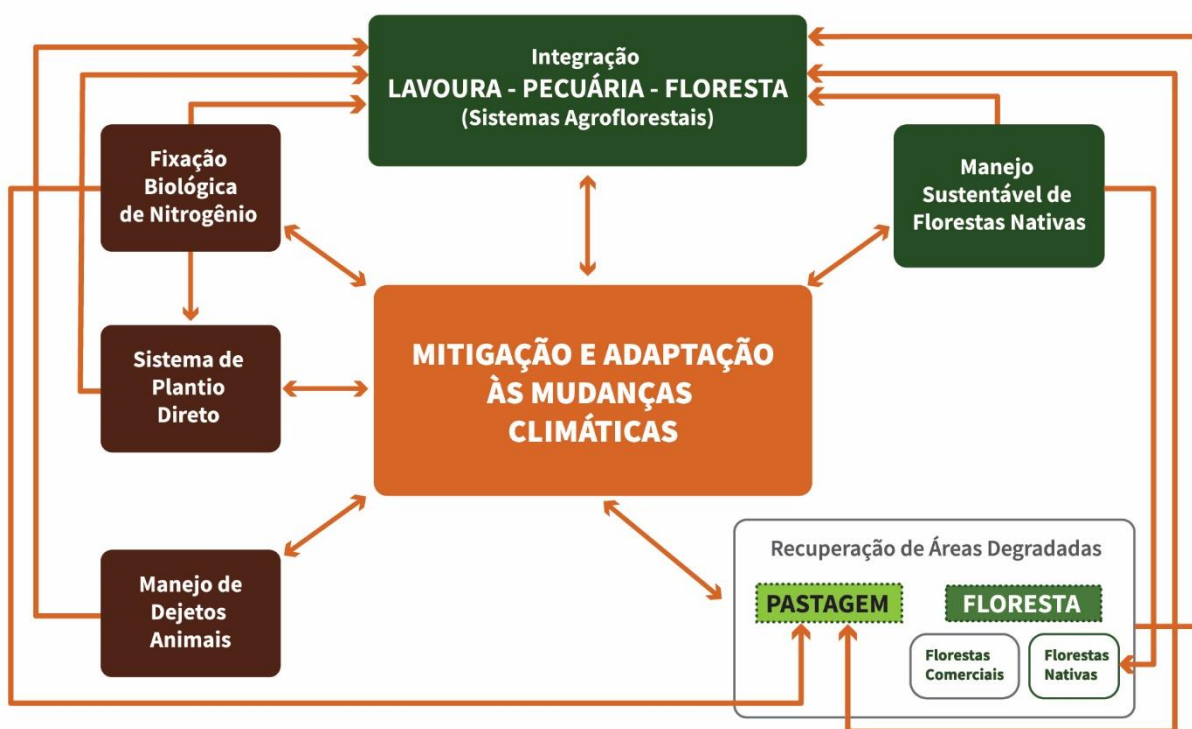 Integração
LAVOURA - PECUÁRIA - FLORESTA
(Sistemas Agroflorestais)
Fixação
Biológica
de Nitrogênio
Manejo
Sustentável de
Florestas Nativas
MITIGAÇÃO E ADAPTAÇÃO
ÀS MUDANÇAS
CLIMÁTICAS
Sistema de
Plantio
Direto
Manejo de
Dejetos
Animais
Recuperação de Áreas Degradadas
PASTAGEM
FLORESTA
Florestas
Comerciais
Florestas
Nativas